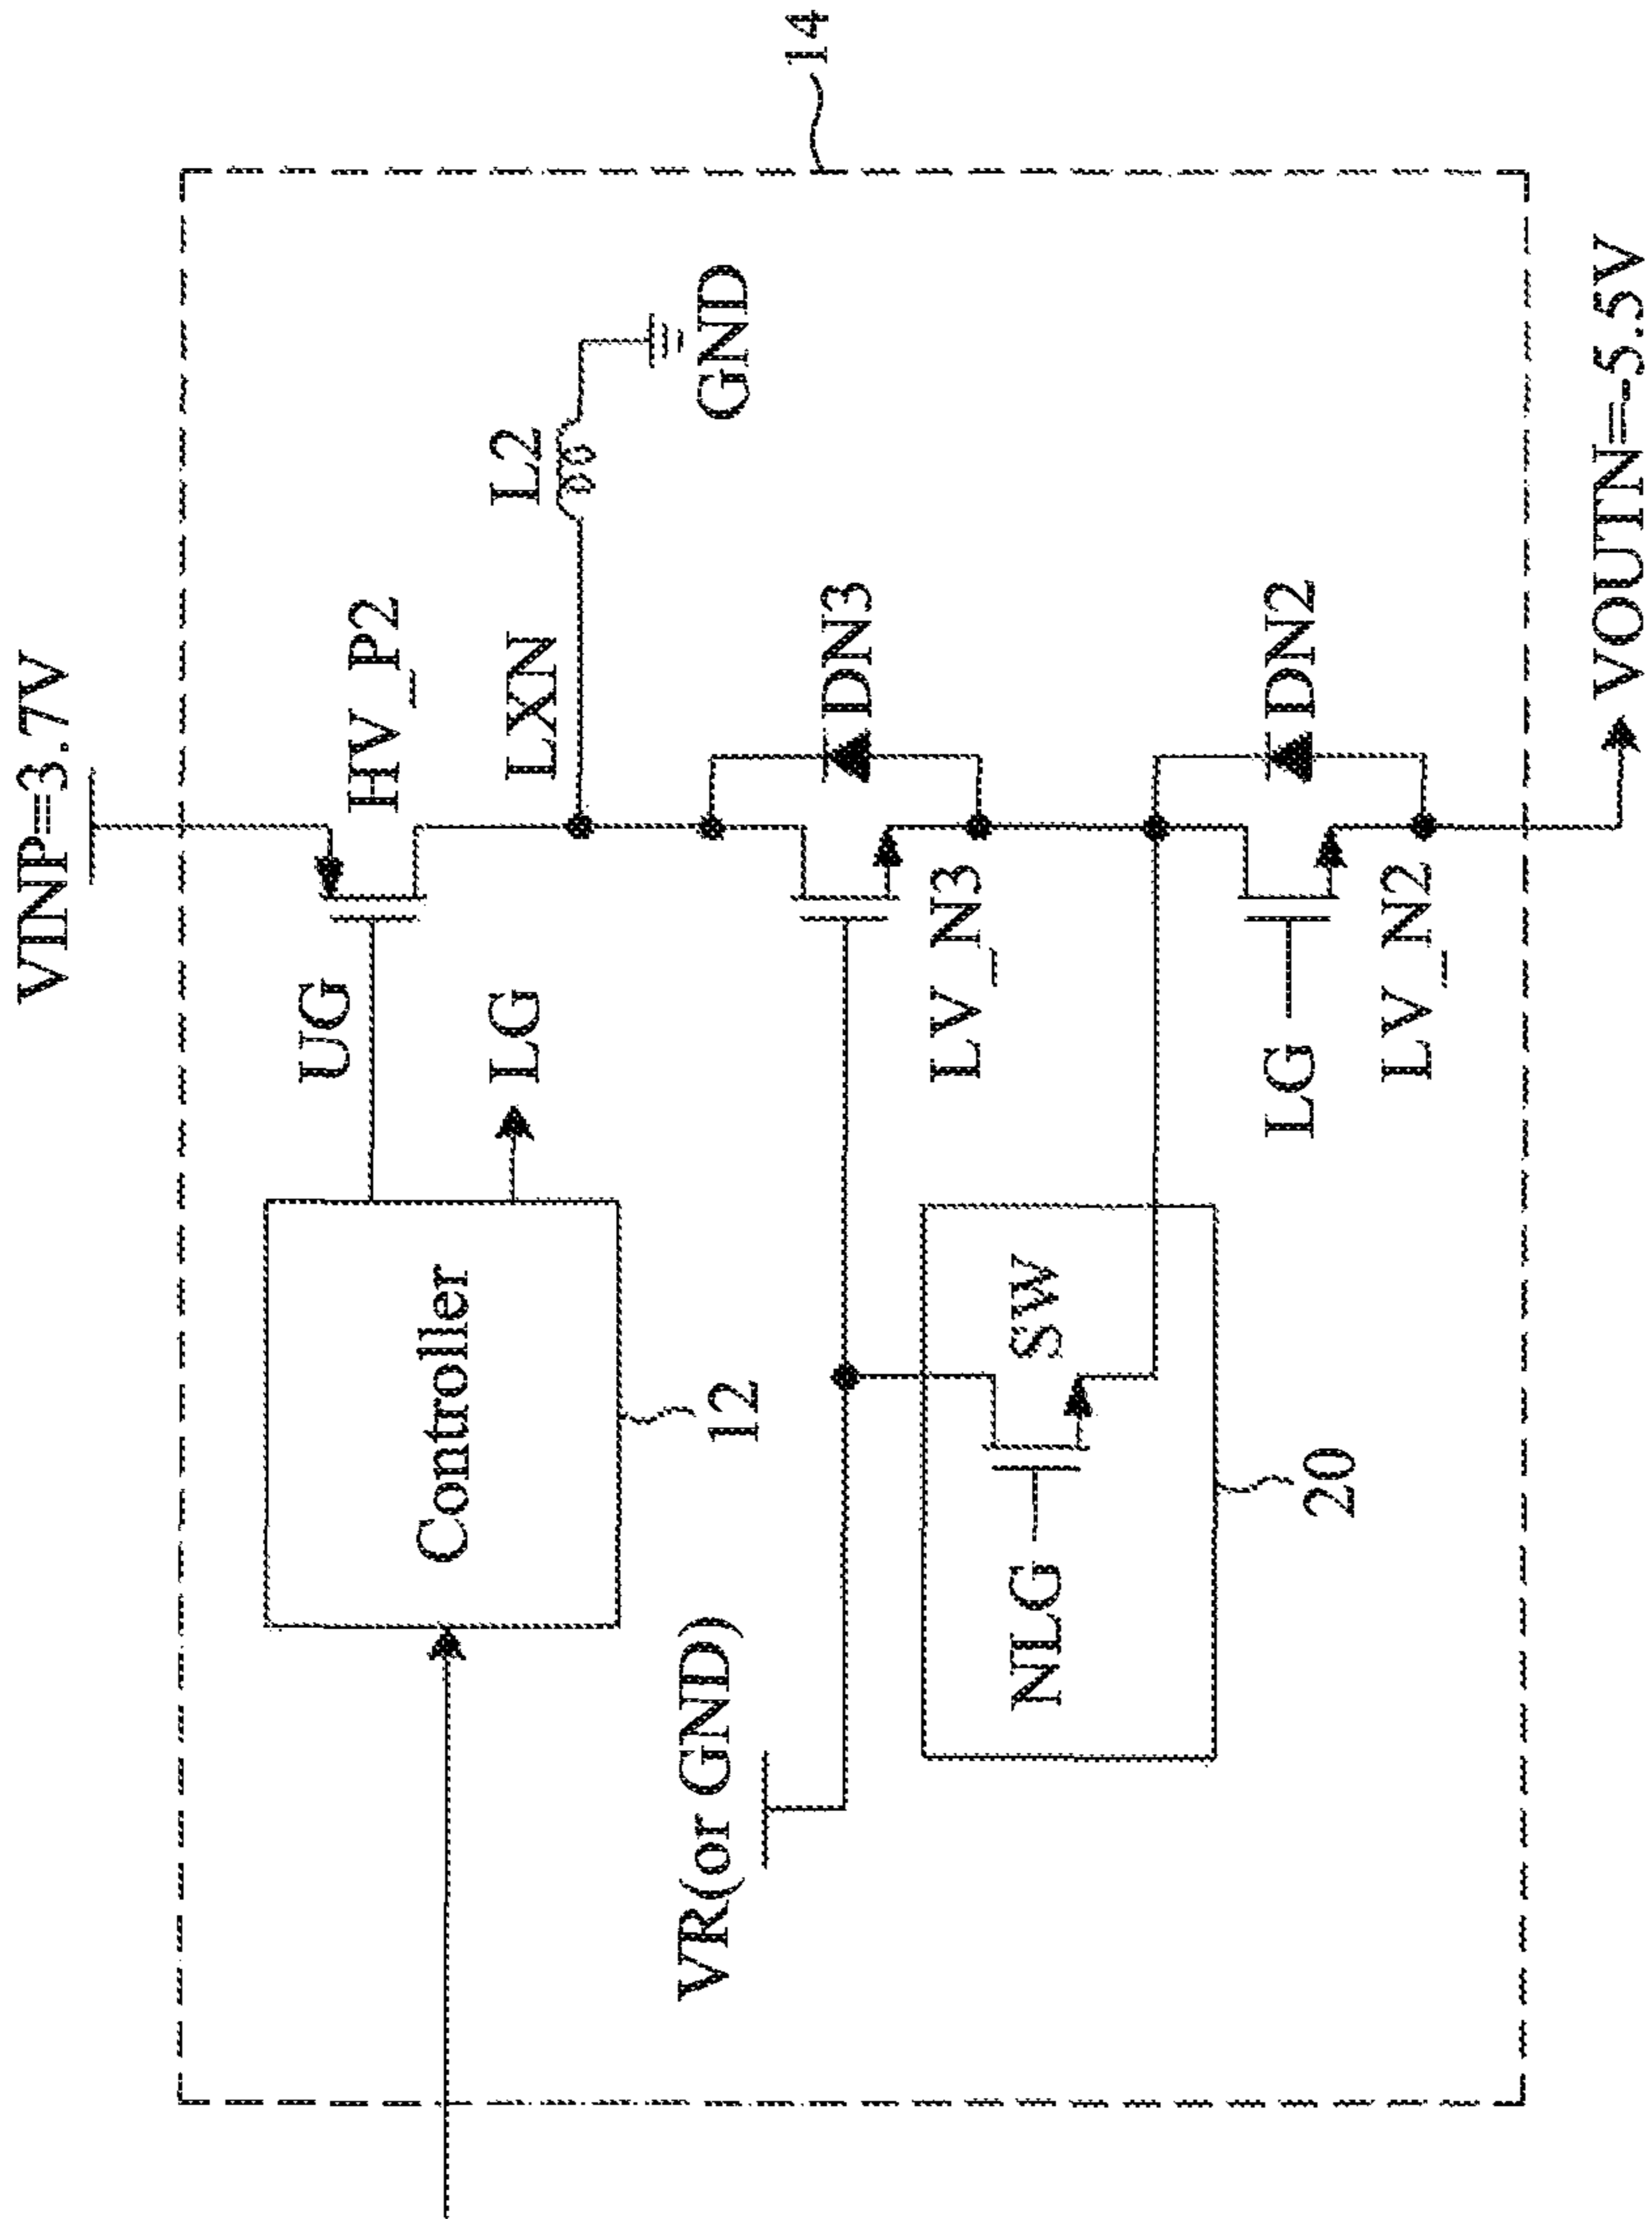 VINP=3.7V
14
HV_P2
UG
LXN
L2
LG
GND
Controller
12
VR(or GND)
DN3
LV_N3
SW
NLG
20
DN2
LG
LV_N2
VOUTN=-5.5V